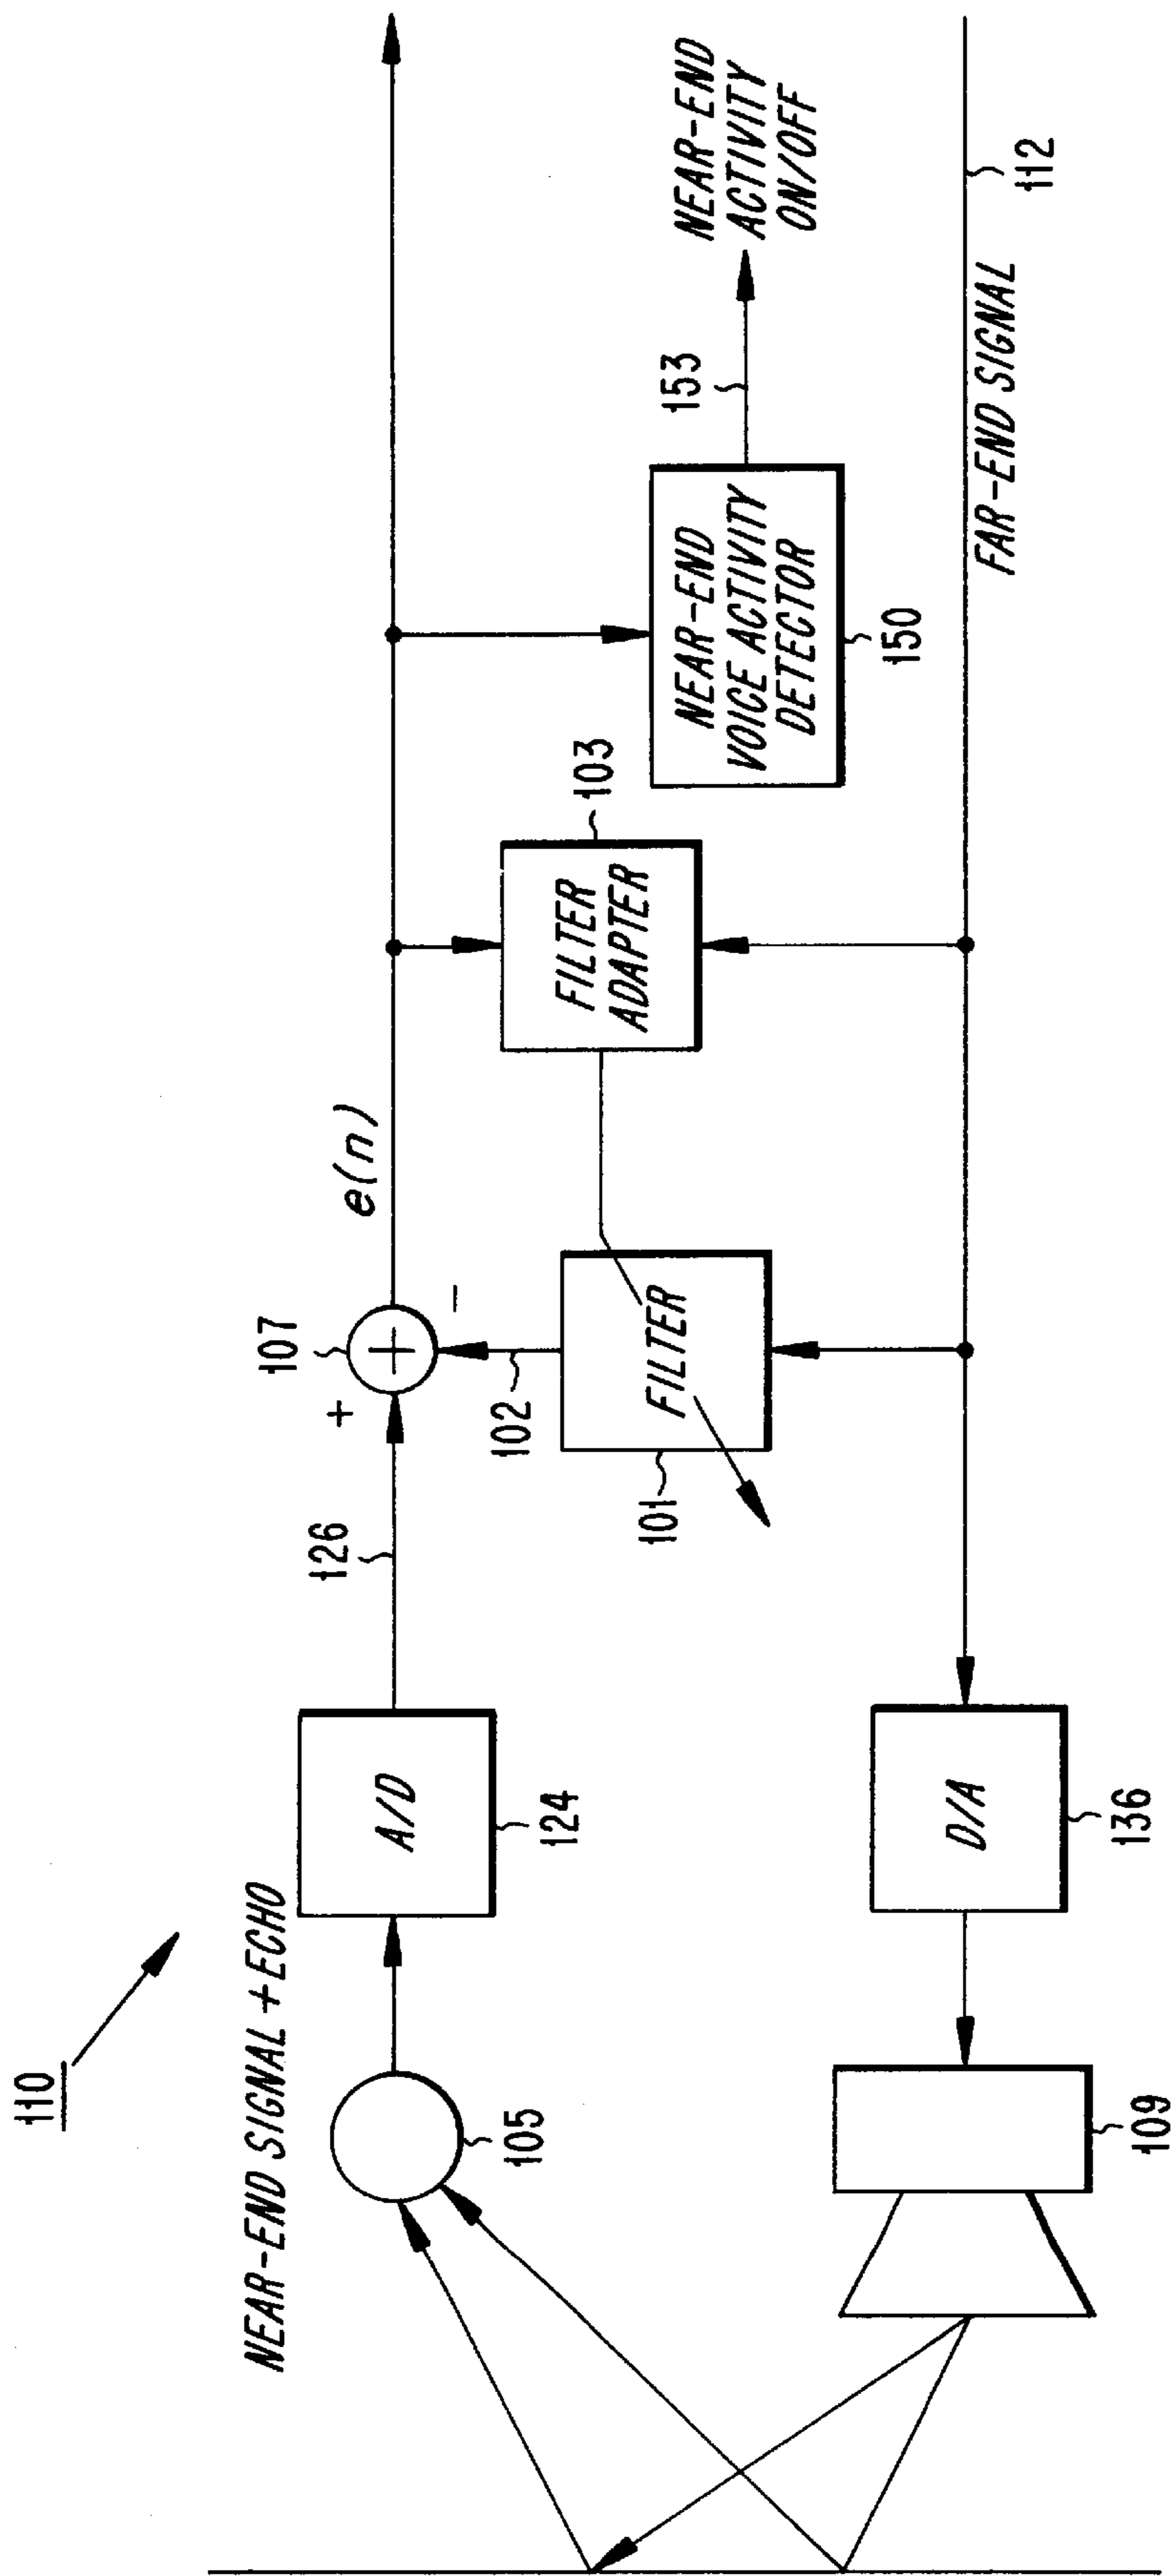 110
NEAR-END SIGNAL + ECHO
105
A/D
124
126
+
107
-
e(n)
102
FILTER
101
FILTER
ADAPTER
103
NEAR-END
VOICE ACTIVITY
DETECTOR
150
153
NEAR-END
ACTIVITY
ON/OFF
FAR-END SIGNAL
112
D/A
136
109